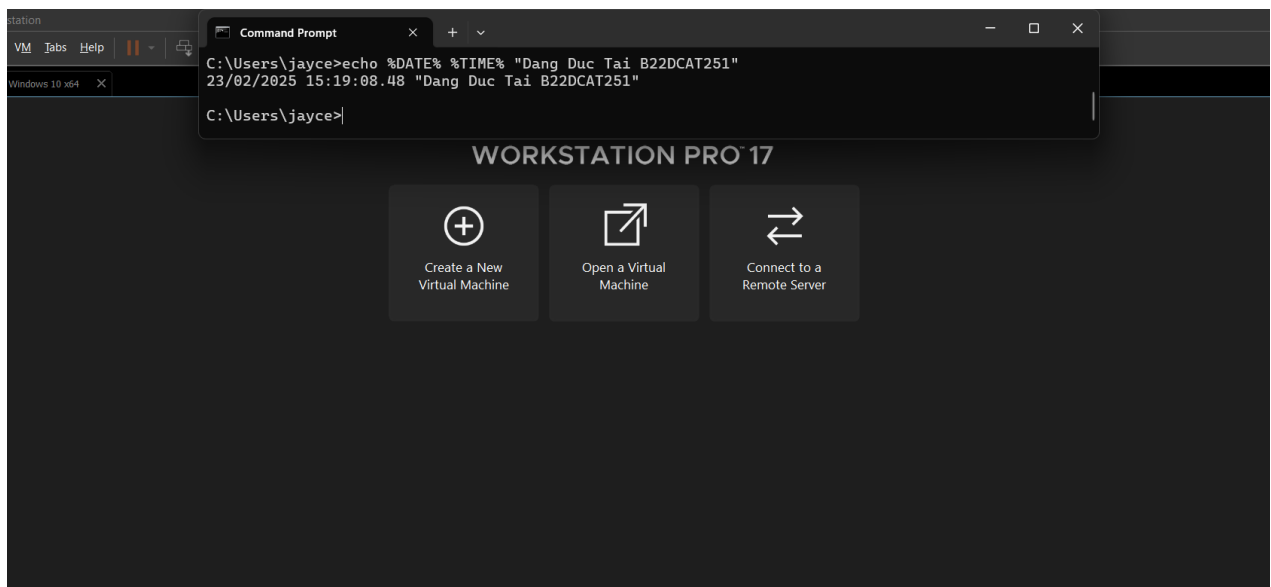 station
Command Prompt
VM Tabs Help
C:\Users\jayce>echo %DATE% %TIME% "Dang Duc Tai B22DCAT251"
23/02/2025 15:19:08.48 "Dang Duc Tai B22DCAT251"
Windows 10 x64
C:\Users\jayce>
WORKSTATION PRO™ 17
Create a New
Virtual Machine
Open a Virtual
Machine
Connect to a
Remote Server